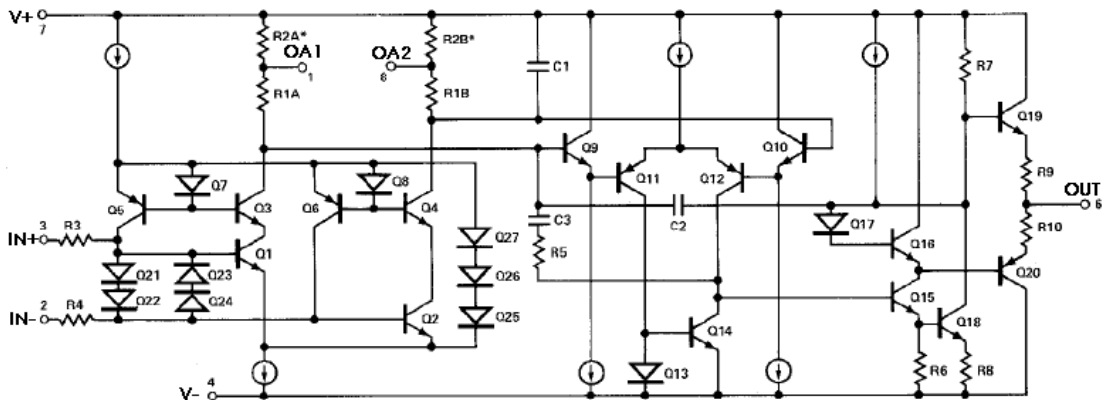 V+
7
R2A*
OA1
1
R1A
R2B*
OA2
8
R1B
C1
R7
Q9
Q10
Q19
Q11
Q12
R9
OUT
6
R10
Q7
Q8
Q5
Q3
Q6
Q4
C3
C2
R5
Q17
Q16
Q20
IN+
3
R3
Q1
Q21
Q23
Q22
Q24
Q27
Q26
Q25
IN-
2
R4
Q2
Q14
Q15
Q18
Q13
R6
R8
V-
4